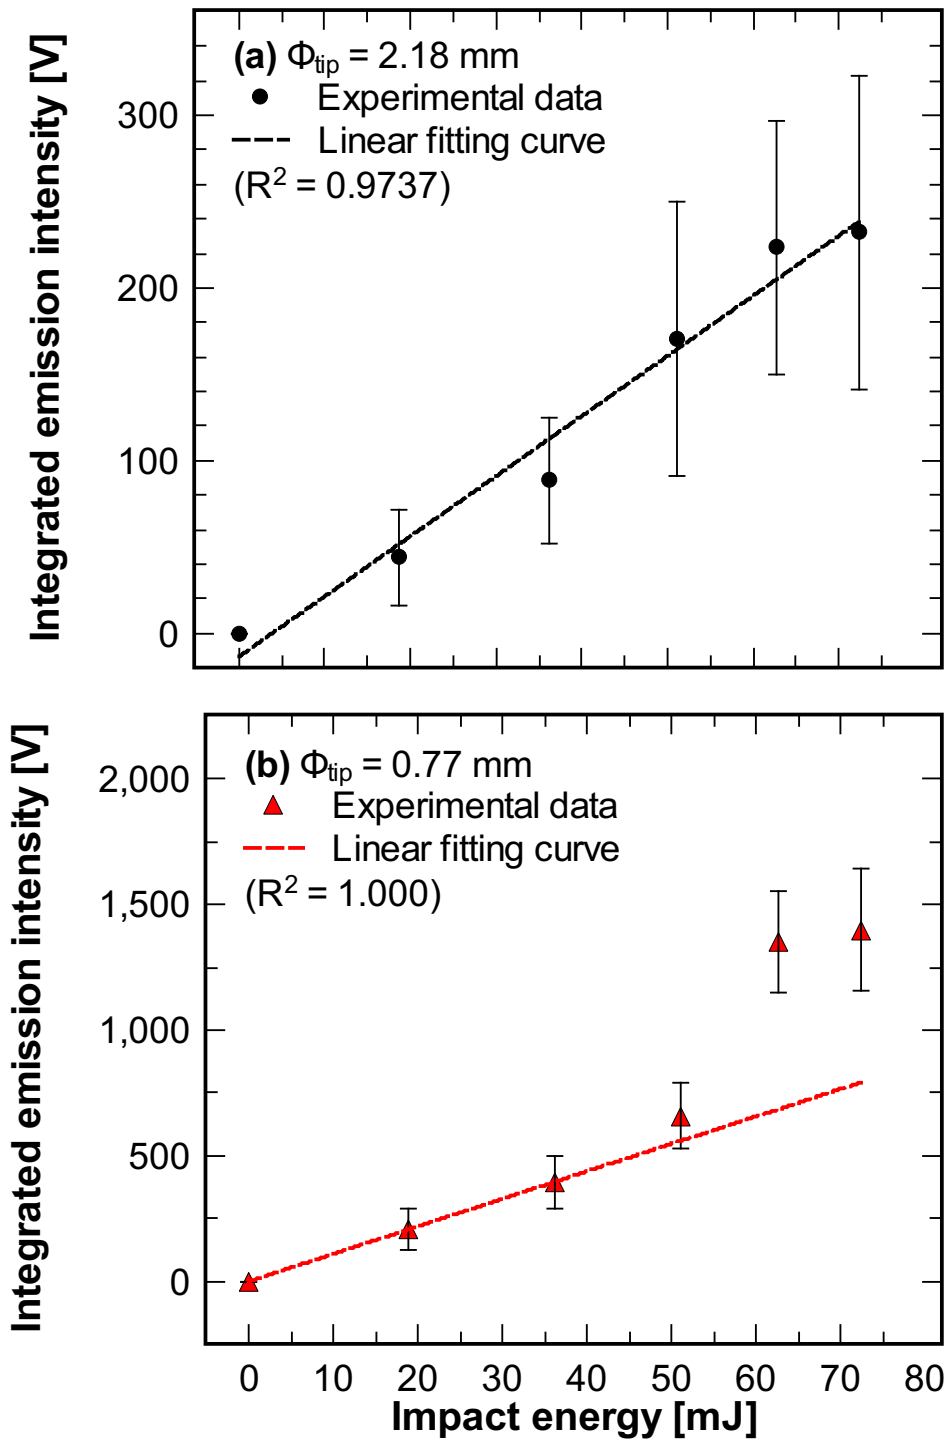 Integrated emission intensity [V]
(a) Φtip = 2.18 mm
Experimental data
Linear fitting curve
(R² = 0.9737)
300
200
100
0
Integrated emission intensity [V]
(b) Φtip = 0.77 mm
Experimental data
Linear fitting curve
(R² = 1.000)
2,000
1,500
1,000
500
0
0 10 20 30 40 50 60 70 80
Impact energy [mJ]